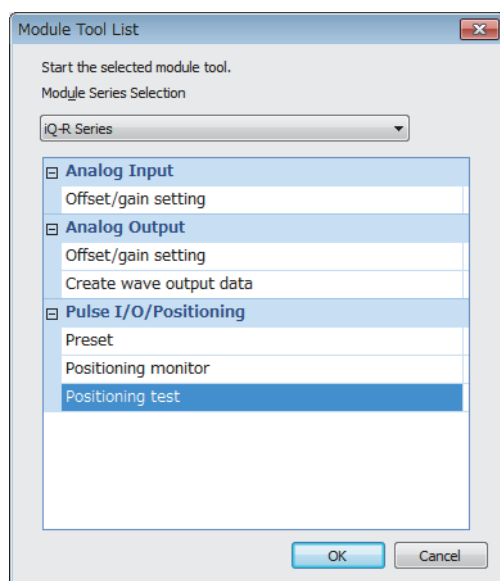 Module Tool List
Start the selected module tool.
Module Series Selection
iQ-R Series
Analog Input
Offset/gain setting
Analog Output
Offset/gain setting
Create wave output data
Pulse I/O/Positioning
Preset
Positioning monitor
Positioning test
OK Cancel